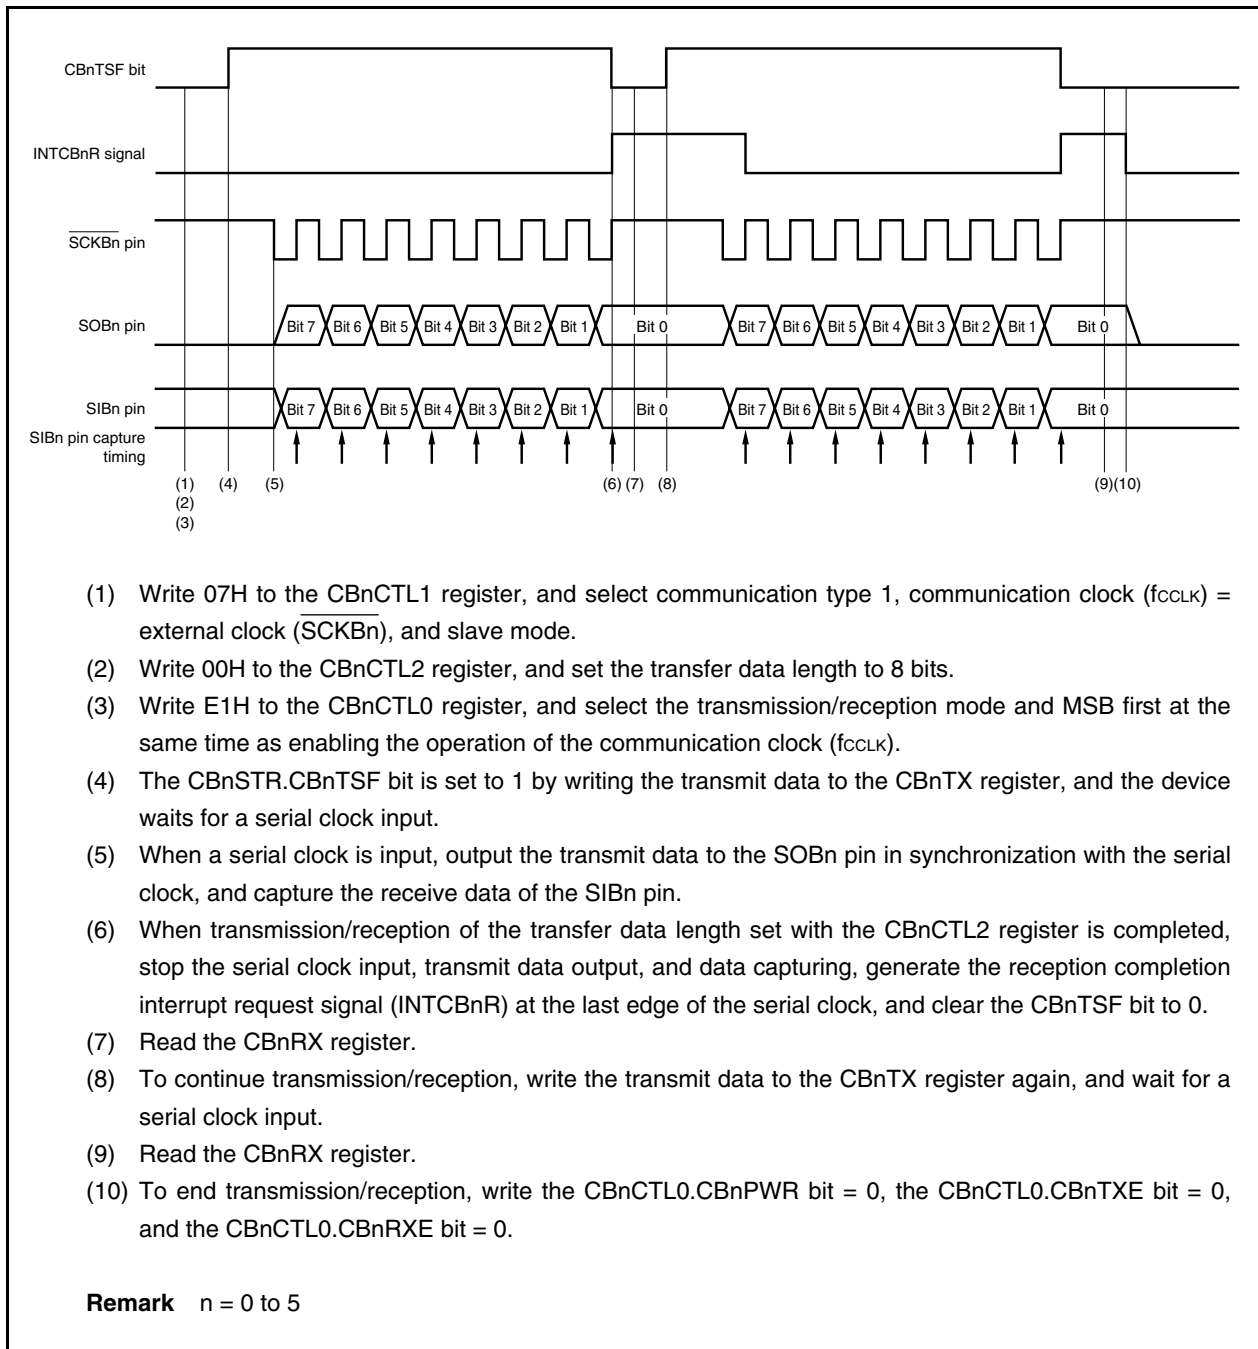 CBnTSF bit
INTCBnR signal
SCKBn pin
SOBn pin
Bit 7 Bit 6 Bit 5 Bit 4 Bit 3 Bit 2 Bit 1 Bit 0 Bit 7 Bit 6 Bit 5 Bit 4 Bit 3 Bit 2 Bit 1 Bit 0
SIBn pin
Bit 7 Bit 6 Bit 5 Bit 4 Bit 3 Bit 2 Bit 1 Bit 0 Bit 7 Bit 6 Bit 5 Bit 4 Bit 3 Bit 2 Bit 1 Bit 0
SIBn pin capture
timing
(1) (4) (5) (6) (7) (8) (9) (10)
(2)
(3)
(1) Write 07H to the CBnCTL1 register, and select communication type 1, communication clock (fCCLK) =
external clock (SCKBn), and slave mode.
(2) Write 00H to the CBnCTL2 register, and set the transfer data length to 8 bits.
(3) Write E1H to the CBnCTL0 register, and select the transmission/reception mode and MSB first at the
same time as enabling the operation of the communication clock (fCCLK).
(4) The CBnSTR.CBnTSF bit is set to 1 by writing the transmit data to the CBnTX register, and the device
waits for a serial clock input.
(5) When a serial clock is input, output the transmit data to the SOBn pin in synchronization with the serial
clock, and capture the receive data of the SIBn pin.
(6) When transmission/reception of the transfer data length set with the CBnCTL2 register is completed,
stop the serial clock input, transmit data output, and data capturing, generate the reception completion
interrupt request signal (INTCBnR) at the last edge of the serial clock, and clear the CBnTSF bit to 0.
(7) Read the CBnRX register.
(8) To continue transmission/reception, write the transmit data to the CBnTX register again, and wait for a
serial clock input.
(9) Read the CBnRX register.
(10) To end transmission/reception, write the CBnCTL0.CBnPWR bit = 0, the CBnCTL0.CBnTXE bit = 0,
and the CBnCTL0.CBnRXE bit = 0.
Remark n = 0 to 5